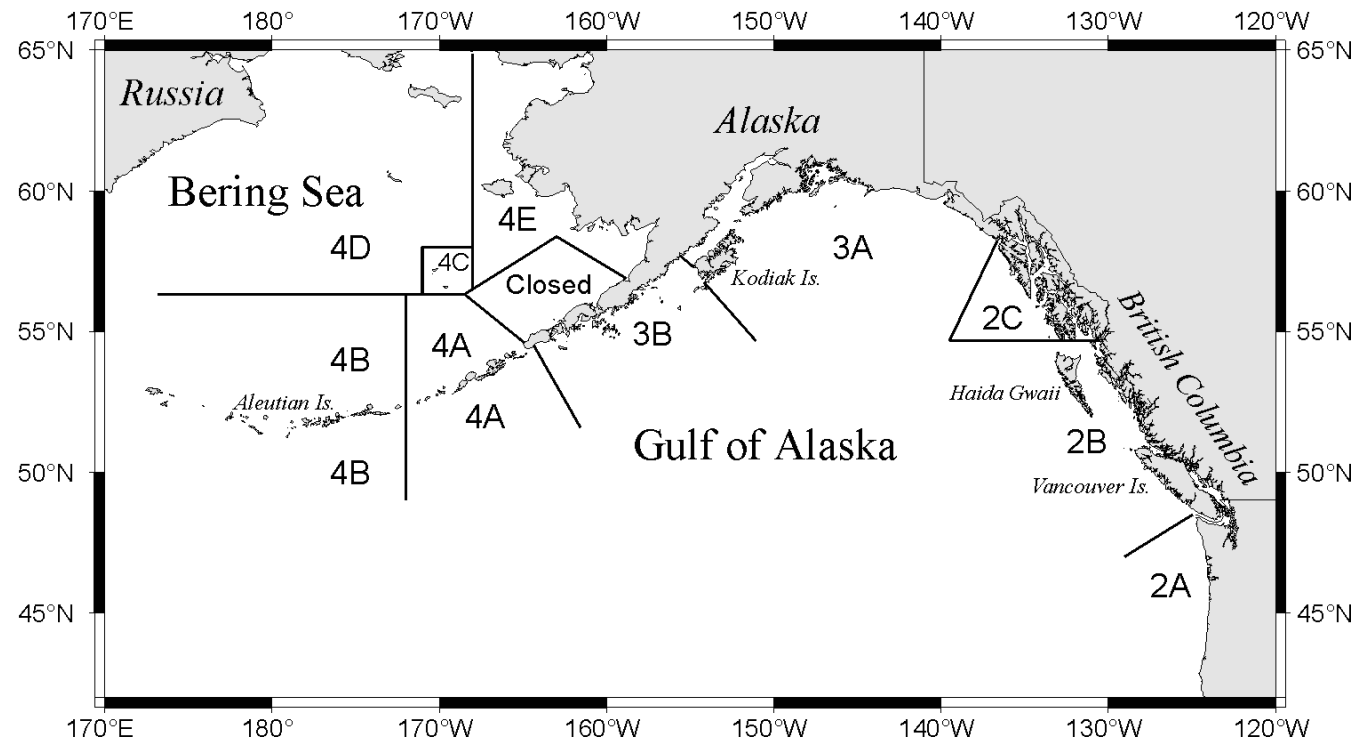 170°E 180° 170°W 160°W 150°W 140°W 130°W 120°W
65°N 65°N
Russia
Alaska
60°N Bering Sea 60°N
4E
4D 4C 3A
Closed Kodiak Is.
55°N 3B 2C 55°N
4A
4B
British Columbia
Aleutian Is. Haida Gwaii
4A
Gulf of Alaska 2B
50°N 4B 50°N
Vancouver Is.
2A
45°N 45°N
170°E 180° 170°W 160°W 150°W 140°W 130°W 120°W